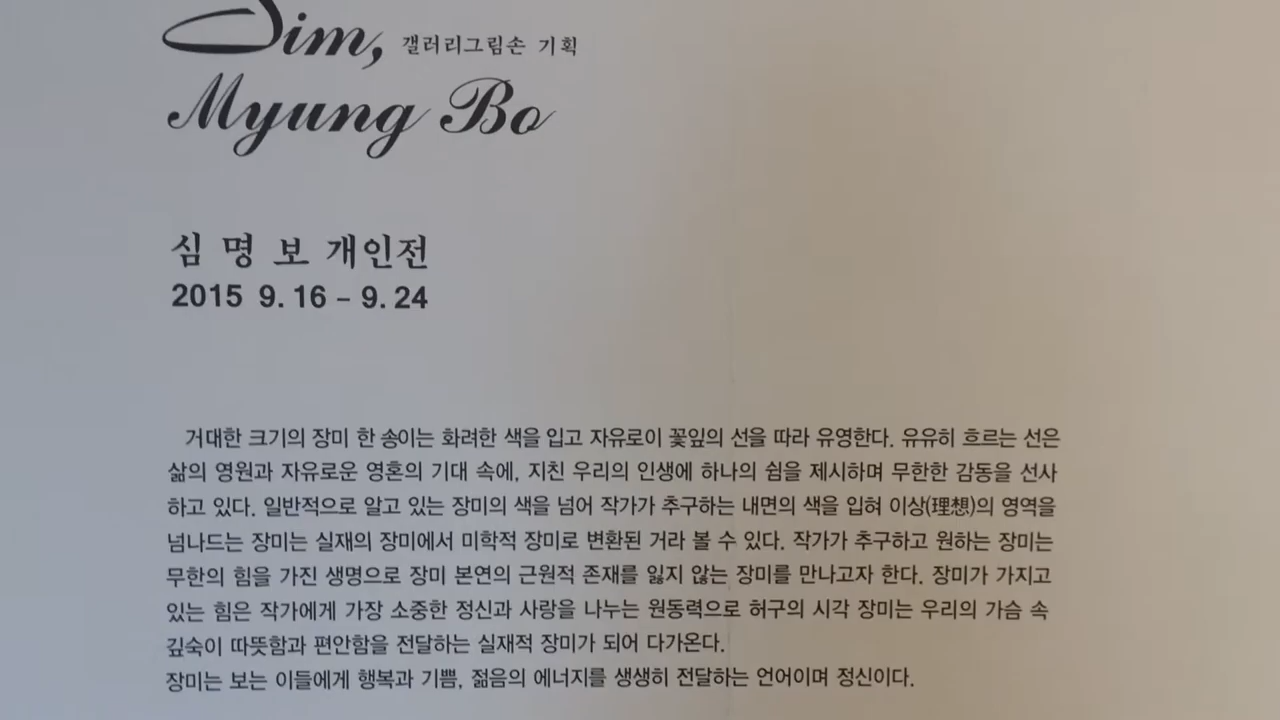 Sim, 갤러리그림손 기획
Myung Bo
심 명 보 개인전
2015 9. 16 - 9. 24
거대한 크기의 장미 한 송이는 화려한 색을 입고 자유로이 꽃잎의 선을 따라 유영한다. 유유히 흐르는 선은
삶의 영원과 자유로운 영혼의 기대 속에, 지친 우리의 인생에 하나의 쉼을 제시하며 무한한 감동을 선사
하고 있다. 일반적으로 알고 있는 장미의 색을 넘어 작가가 추구하는 내면의 색을 입혀 이상(理想)의 영역을
넘나드는 장미는 실재의 장미에서 미학적 장미로 변환된 거라 볼 수 있다. 작가가 추구하고 원하는 장미는
무한의 힘을 가진 생명으로 장미 본연의 근원적 존재를 잃지 않는 장미를 만나고자 한다. 장미가 가지고
있는 힘은 작가에게 가장 소중한 정신과 사랑을 나누는 원동력으로 허구의 시각 장미는 우리의 가슴 속
깊숙이 따뜻함과 편안함을 전달하는 실재적 장미가 되어 다가온다.
장미는 보는 이들에게 행복과 기쁨, 젊음의 에너지를 생생히 전달하는 언어이며 정신이다.